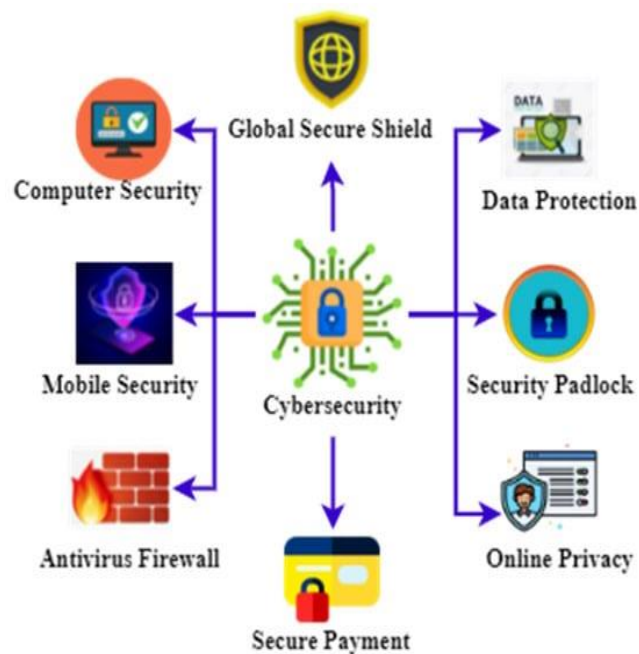 Global Secure Shield
DATA
Computer Security
Data Protection
Mobile Security
Cybersecurity
Security Padlock
Antivirus Firewall
Online Privacy
Secure Payment